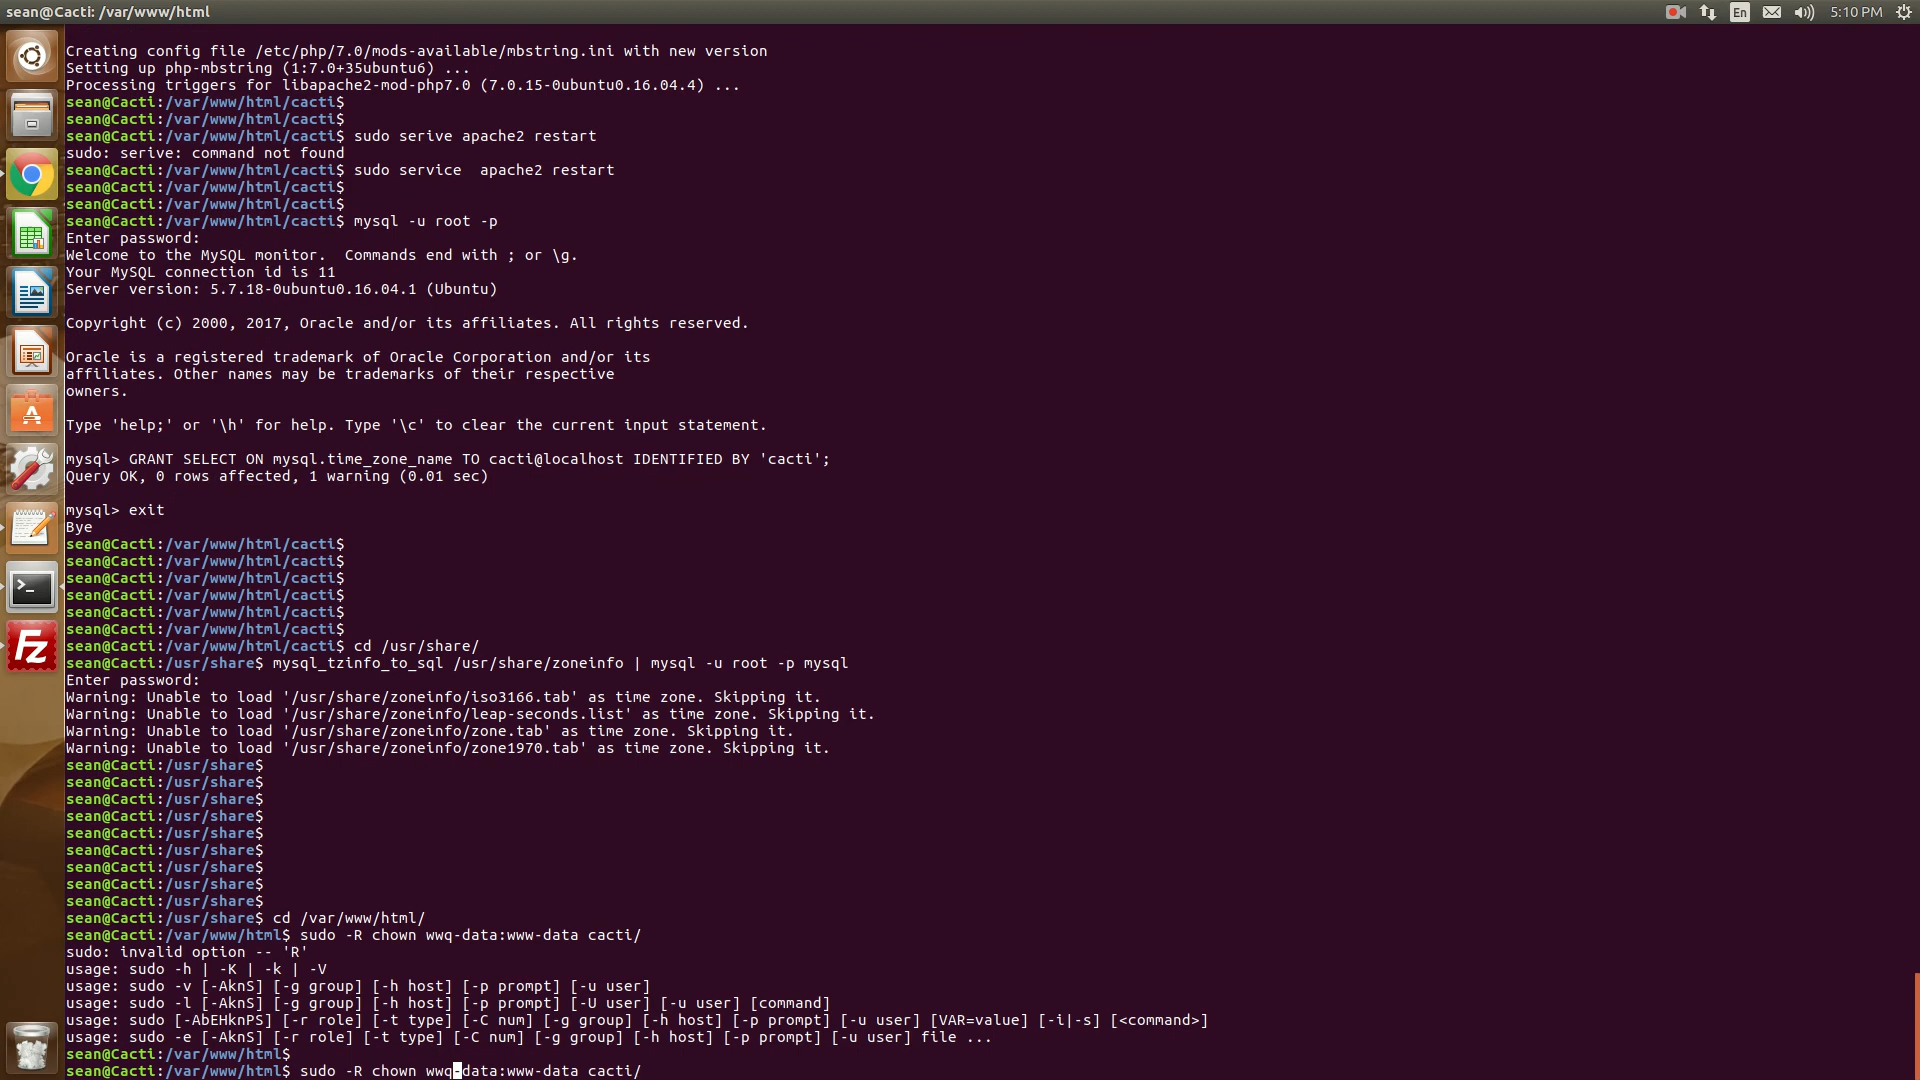 sean@Cacti: /var/www/html
En
5:10 PM
Creating config file /etc/php/7.0/mods-available/mbstring.ini with new version
Setting up php-mbstring (1:7.0+35ubuntu6) ...
Processing triggers for libapache2-mod-php7.0 (7.0.15-0ubuntu0.16.04.4) ...
sean@Cacti:/var/www/html/cacti$
sean@Cacti:/var/www/html/cacti$
sean@Cacti:/var/www/html/cacti$ sudo serive apache2 restart
sudo: serive: command not found
sean@Cacti:/var/www/html/cacti$ sudo service  apache2 restart
sean@Cacti:/var/www/html/cacti$
sean@Cacti:/var/www/html/cacti$
sean@Cacti:/var/www/html/cacti$ mysql -u root -p
Enter password:
Welcome to the MySQL monitor.  Commands end with ; or \g.
Your MySQL connection id is 11
Server version: 5.7.18-0ubuntu0.16.04.1 (Ubuntu)
Copyright (c) 2000, 2017, Oracle and/or its affiliates. All rights reserved.
Oracle is a registered trademark of Oracle Corporation and/or its
affiliates. Other names may be trademarks of their respective
owners.
Type 'help;' or '\h' for help. Type '\c' to clear the current input statement.
mysql> GRANT SELECT ON mysql.time_zone_name TO cacti@localhost IDENTIFIED BY 'cacti';
Query OK, 0 rows affected, 1 warning (0.01 sec)
mysql> exit
Bye
sean@Cacti:/var/www/html/cacti$
sean@Cacti:/var/www/html/cacti$
sean@Cacti:/var/www/html/cacti$
sean@Cacti:/var/www/html/cacti$
sean@Cacti:/var/www/html/cacti$
sean@Cacti:/var/www/html/cacti$
sean@Cacti:/var/www/html/cacti$ cd /usr/share/
sean@Cacti:/usr/share$ mysql_tzinfo_to_sql /usr/share/zoneinfo | mysql -u root -p mysql
Enter password:
Warning: Unable to load '/usr/share/zoneinfo/iso3166.tab' as time zone. Skipping it.
Warning: Unable to load '/usr/share/zoneinfo/leap-seconds.list' as time zone. Skipping it.
Warning: Unable to load '/usr/share/zoneinfo/zone.tab' as time zone. Skipping it.
Warning: Unable to load '/usr/share/zoneinfo/zone1970.tab' as time zone. Skipping it.
sean@Cacti:/usr/share$
sean@Cacti:/usr/share$
sean@Cacti:/usr/share$
sean@Cacti:/usr/share$
sean@Cacti:/usr/share$
sean@Cacti:/usr/share$
sean@Cacti:/usr/share$
sean@Cacti:/usr/share$
sean@Cacti:/usr/share$
sean@Cacti:/usr/share$ cd /var/www/html/
sean@Cacti:/var/www/html$ sudo -R chown wwq-data:www-data cacti/
sudo: invalid option -- 'R'
usage: sudo -h | -K | -k | -V
usage: sudo -v [-AknS] [-g group] [-h host] [-p prompt] [-u user]
usage: sudo -l [-AknS] [-g group] [-h host] [-p prompt] [-U user] [-u user] [command]
usage: sudo [-AbEHknPS] [-r role] [-t type] [-C num] [-g group] [-h host] [-p prompt] [-u user] [VAR=value] [-i|-s] [<command>]
usage: sudo -e [-AknS] [-r role] [-t type] [-C num] [-g group] [-h host] [-p prompt] [-u user] file ...
sean@Cacti:/var/www/html$
sean@Cacti:/var/www/html$ sudo -R chown wwq-data:www-data cacti/